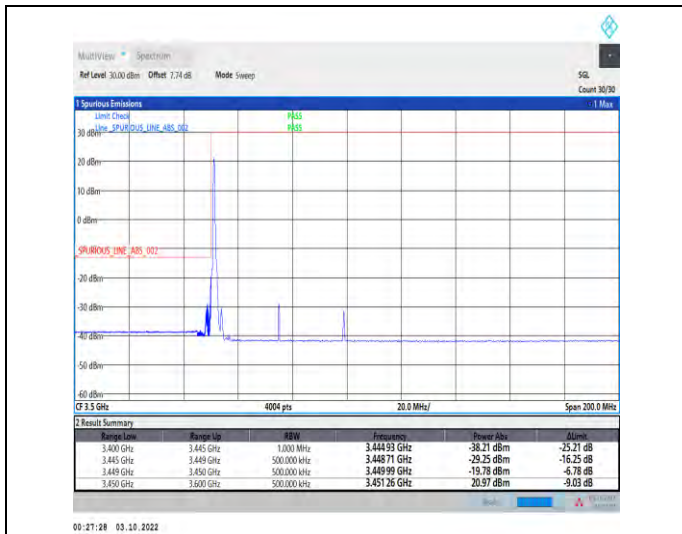 MultiView Spectrum
Ref Level 30.00 dBm Offset 7.74 dB Mode Sweep SGL
Count 30/30
1 Spurious Emissions 1 Max
Limit Check PASS
Line _SPURIOUS_LINE_ABS_002 PASS
30 dBm
20 dBm
10 dBm
0 dBm
_SPURIOUS_LINE_ABS_002
-20 dBm
-30 dBm
-40 dBm
-50 dBm
-60 dBm
CF 3.5 GHz 4004 pts 20.0 MHz/ Span 200.0 MHz
2 Result Summary
Range Low Range Up RBW Frequency Power Abs ΔLimit
3.400 GHz 3.445 GHz 1.000 MHz 3.444 93 GHz -38.21 dBm -25.21 dB
3.445 GHz 3.449 GHz 500.000 kHz 3.448 71 GHz -29.25 dBm -16.25 dB
3.449 GHz 3.450 GHz 500.000 kHz 3.449 99 GHz -19.78 dBm -6.78 dB
3.450 GHz 3.600 GHz 500.000 kHz 3.451 26 GHz 20.97 dBm -9.03 dB
00:27:28 03.10.2022